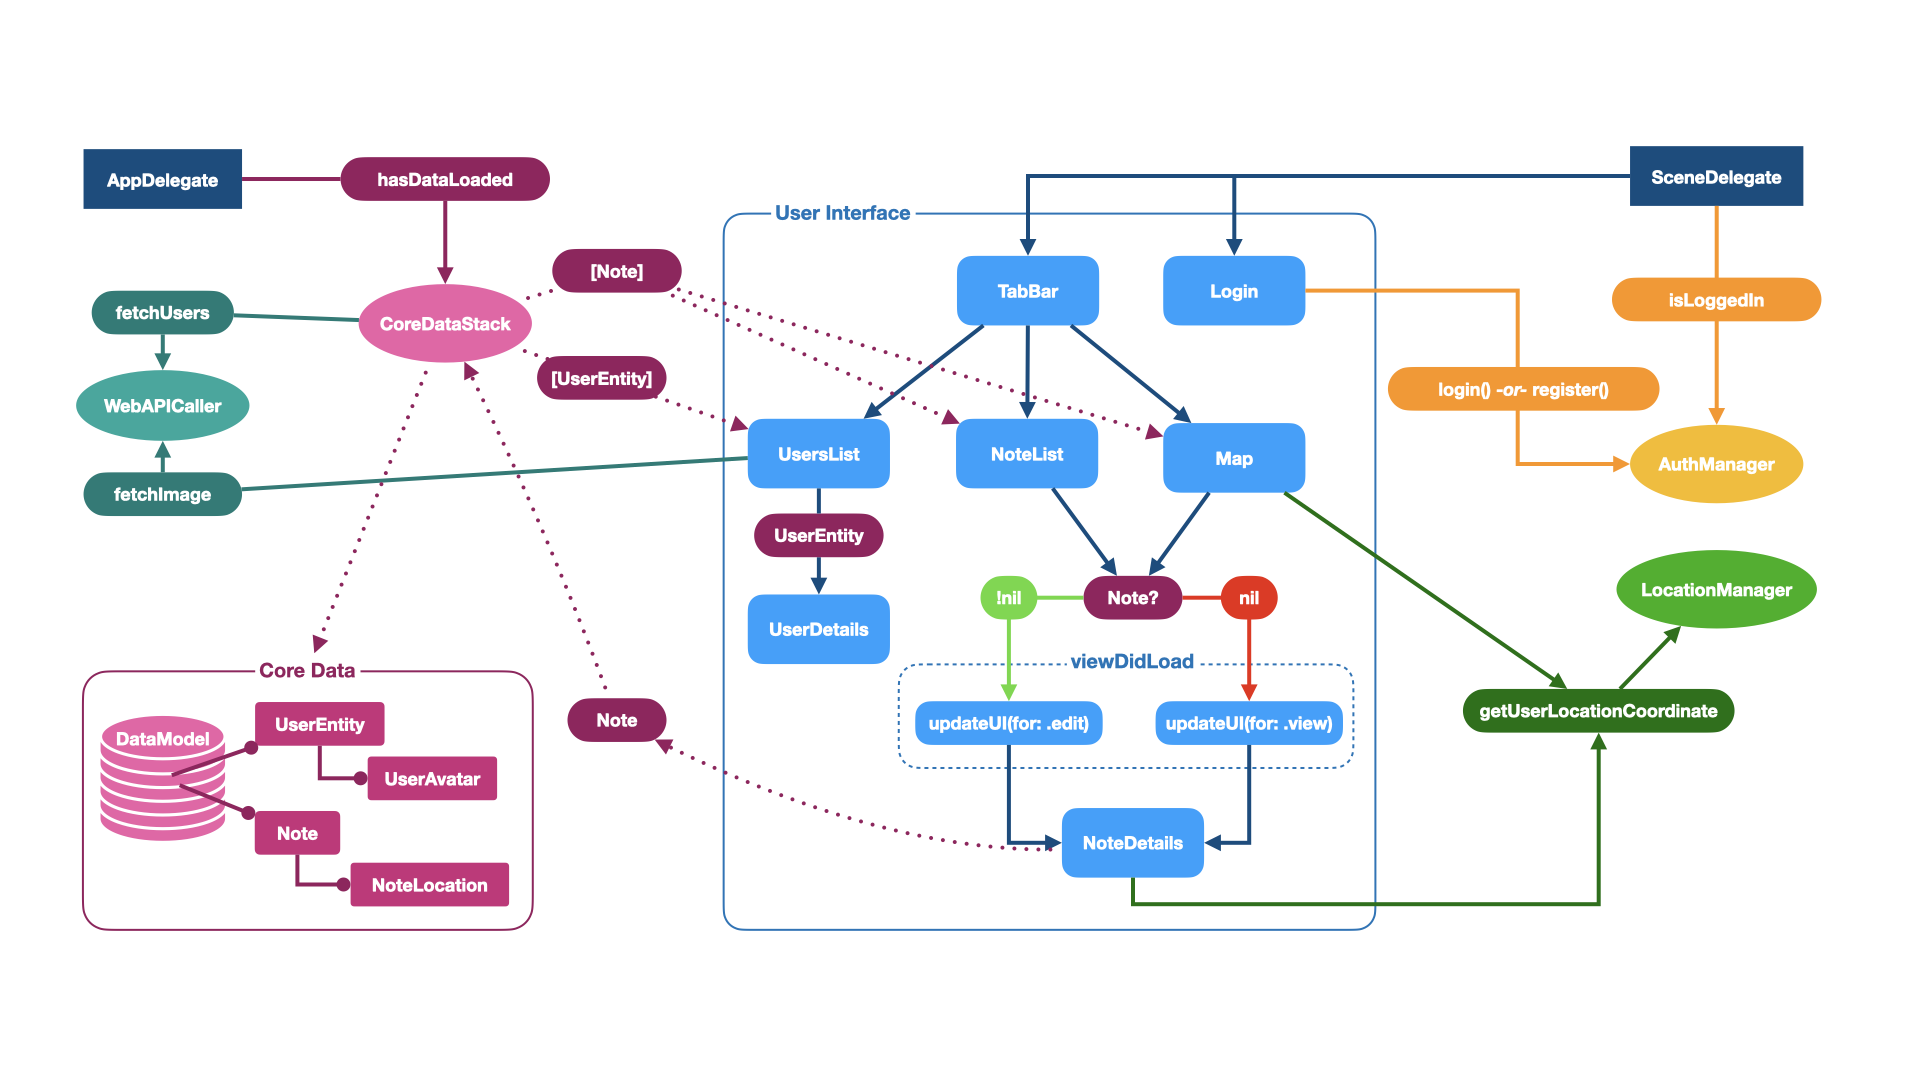 AppDelegate
hasDataLoaded
SceneDelegate
User Interface
[Note]
TabBar
Login
isLoggedIn
fetchUsers
CoreDataStack
[UserEntity]
login() -or- register()
WebAPICaller
UsersList
NoteList
Map
AuthManager
fetchImage
UserEntity
!nil
Note?
nil
LocationManager
UserDetails
viewDidLoad
Core Data
Note
updateUI(for: .edit)
updateUI(for: .view)
getUserLocationCoordinate
DataModel
UserEntity
UserAvatar
Note
NoteLocation
NoteDetails